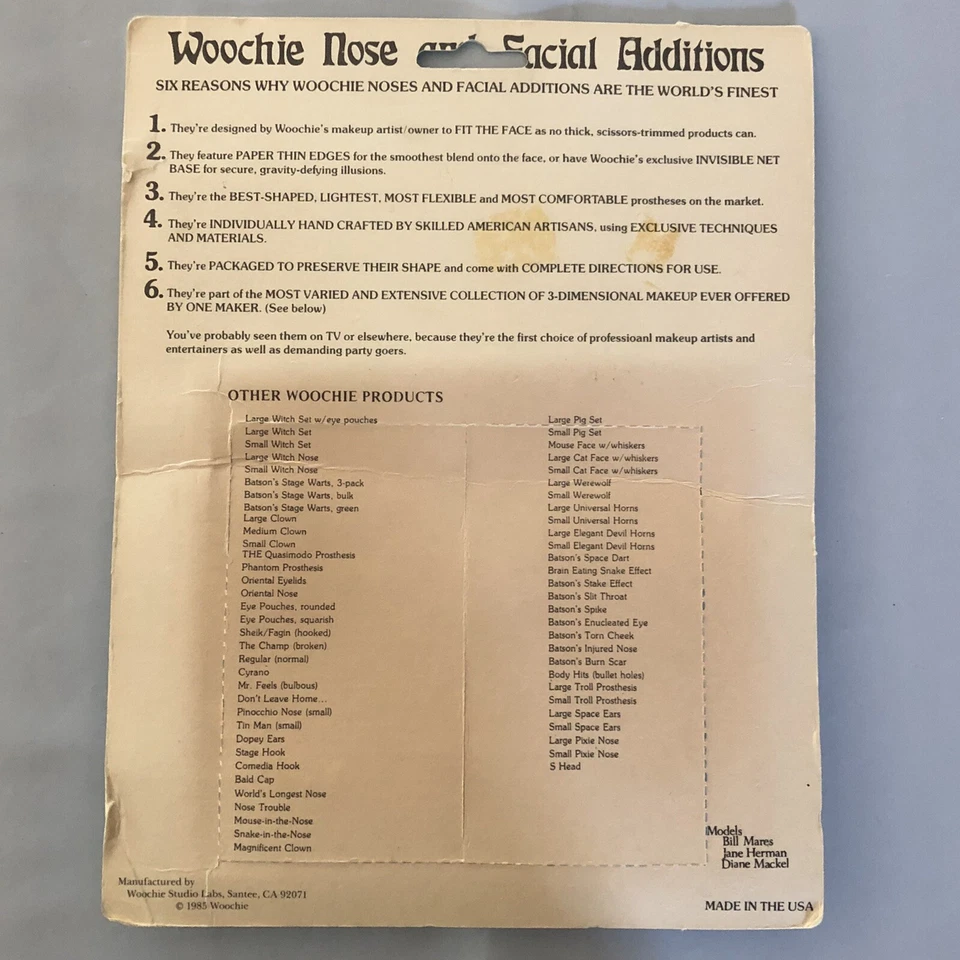 Woochie Nose and Facial Additions
SIX REASONS WHY WOOCHIE NOSES AND FACIAL ADDITIONS ARE THE WORLD'S FINEST
1. They're designed by Woochie's makeup artist/owner to FIT THE FACE as no thick, scissors-trimmed products can.
2. They feature PAPER THIN EDGES for the smoothest blend onto the face, or have Woochie's exclusive INVISIBLE NET
BASE for secure, gravity-defying illusions.
3. They're the BEST-SHAPED, LIGHTEST, MOST FLEXIBLE and MOST COMFORTABLE prostheses on the market.
4. They're INDIVIDUALLY HAND CRAFTED BY SKILLED AMERICAN ARTISANS, using EXCLUSIVE TECHNIQUES
AND MATERIALS.
5. They're PACKAGED TO PRESERVE THEIR SHAPE and come with COMPLETE DIRECTIONS FOR USE.
6. They're part of the MOST VARIED AND EXTENSIVE COLLECTION OF 3-DIMENSIONAL MAKEUP EVER OFFERED
BY ONE MAKER. (See below)
You've probably seen them on TV or elsewhere, because they're the first choice of professioanl makeup artists and
entertainers as well as demanding party goers.
OTHER WOOCHIE PRODUCTS
Large Witch Set w/eye pouches
Large Witch Set
Small Witch Set
Large Witch Nose
Small Witch Nose
Batson's Stage Warts, 3-pack
Batson's Stage Warts, bulk
Batson's Stage Warts, green
Large Clown
Medium Clown
Small Clown
THE Quasimodo Prosthesis
Phantom Prosthesis
Oriental Eyelids
Oriental Nose
Eye Pouches, rounded
Eye Pouches, squarish
Sheik/Fagin (hooked)
The Champ (broken)
Regular (normal)
Cyrano
Mr. Feels (bulbous)
Don't Leave Home...
Pinocchio Nose (small)
Tin Man (small)
Dopey Ears
Stage Hook
Comedia Hook
Bald Cap
World's Longest Nose
Nose Trouble
Mouse-in-the-Nose
Snake-in-the-Nose
Magnificent Clown
Large Pig Set
Small Pig Set
Mouse Face w/whiskers
Large Cat Face w/whiskers
Small Cat Face w/whiskers
Large Werewolf
Small Werewolf
Large Universal Horns
Small Universal Horns
Large Elegant Devil Horns
Small Elegant Devil Horns
Batson's Space Dart
Brain Eating Snake Effect
Batson's Stake Effect
Batson's Slit Throat
Batson's Spike
Batson's Enucleated Eye
Batson's Torn Cheek
Batson's Injured Nose
Batson's Burn Scar
Body Hits (bullet holes)
Large Troll Prosthesis
Small Troll Prosthesis
Large Space Ears
Small Space Ears
Large Pixie Nose
Small Pixie Nose
S Head
Models
Bill Mares
Jane Herman
Diane Mackel
Manufactured by
Woochie Studio Labs, Santee, CA 92071
© 1985 Woochie
MADE IN THE USA